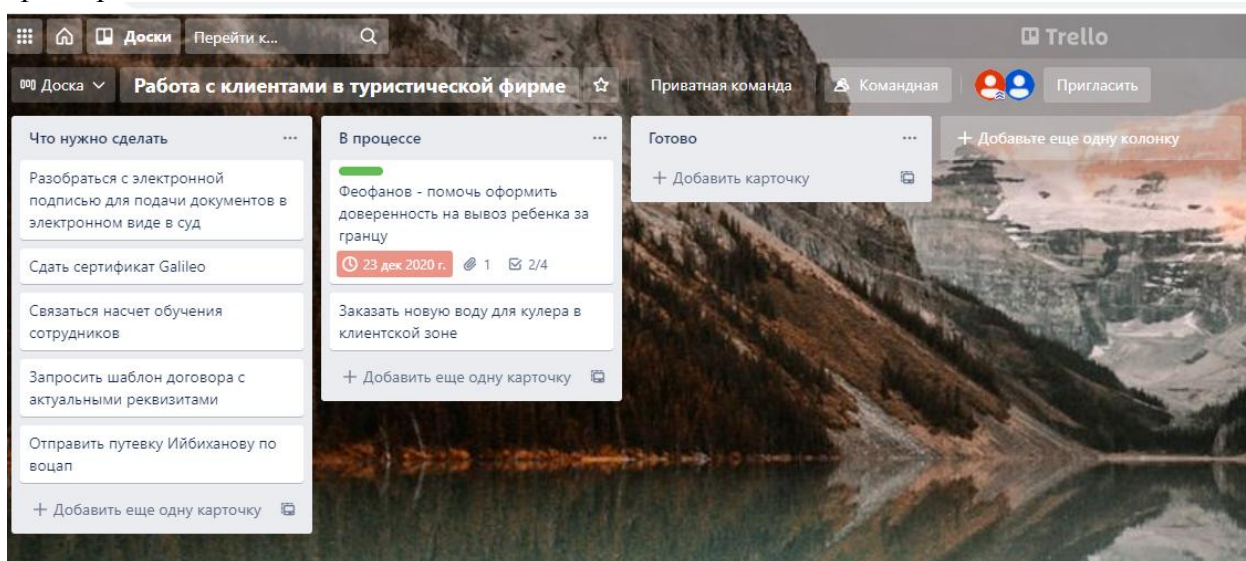 Доски Перейти к... Trello
Доска Работа с клиентами в туристической фирме Приватная команда Командная Пригласить
Что нужно сделать
Разобраться с электронной
подписью для подачи документов в
электронном виде в суд
Сдать сертификат Galileo
Связаться насчет обучения
сотрудников
Запросить шаблон договора с
актуальными реквизитами
Отправить путевку Ийбиханову по
воцап
+ Добавить еще одну карточку
В процессе
Феофанов - помочь оформить
доверенность на вывоз ребенка за
гранцу
23 дек 2020 г. 1 2/4
Заказать новую воду для кулера в
клиентской зоне
+ Добавить еще одну карточку
Готово
+ Добавить карточку
+ Добавьте еще одну колонку